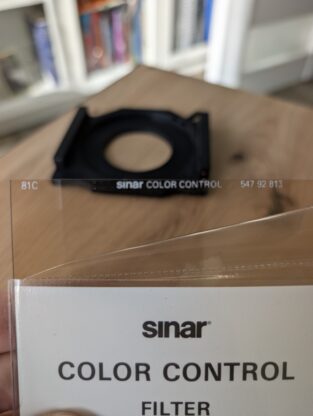 81C sinar COLOR CONTROL 547 92 813
sinar®
COLOR CONTROL
FILTER